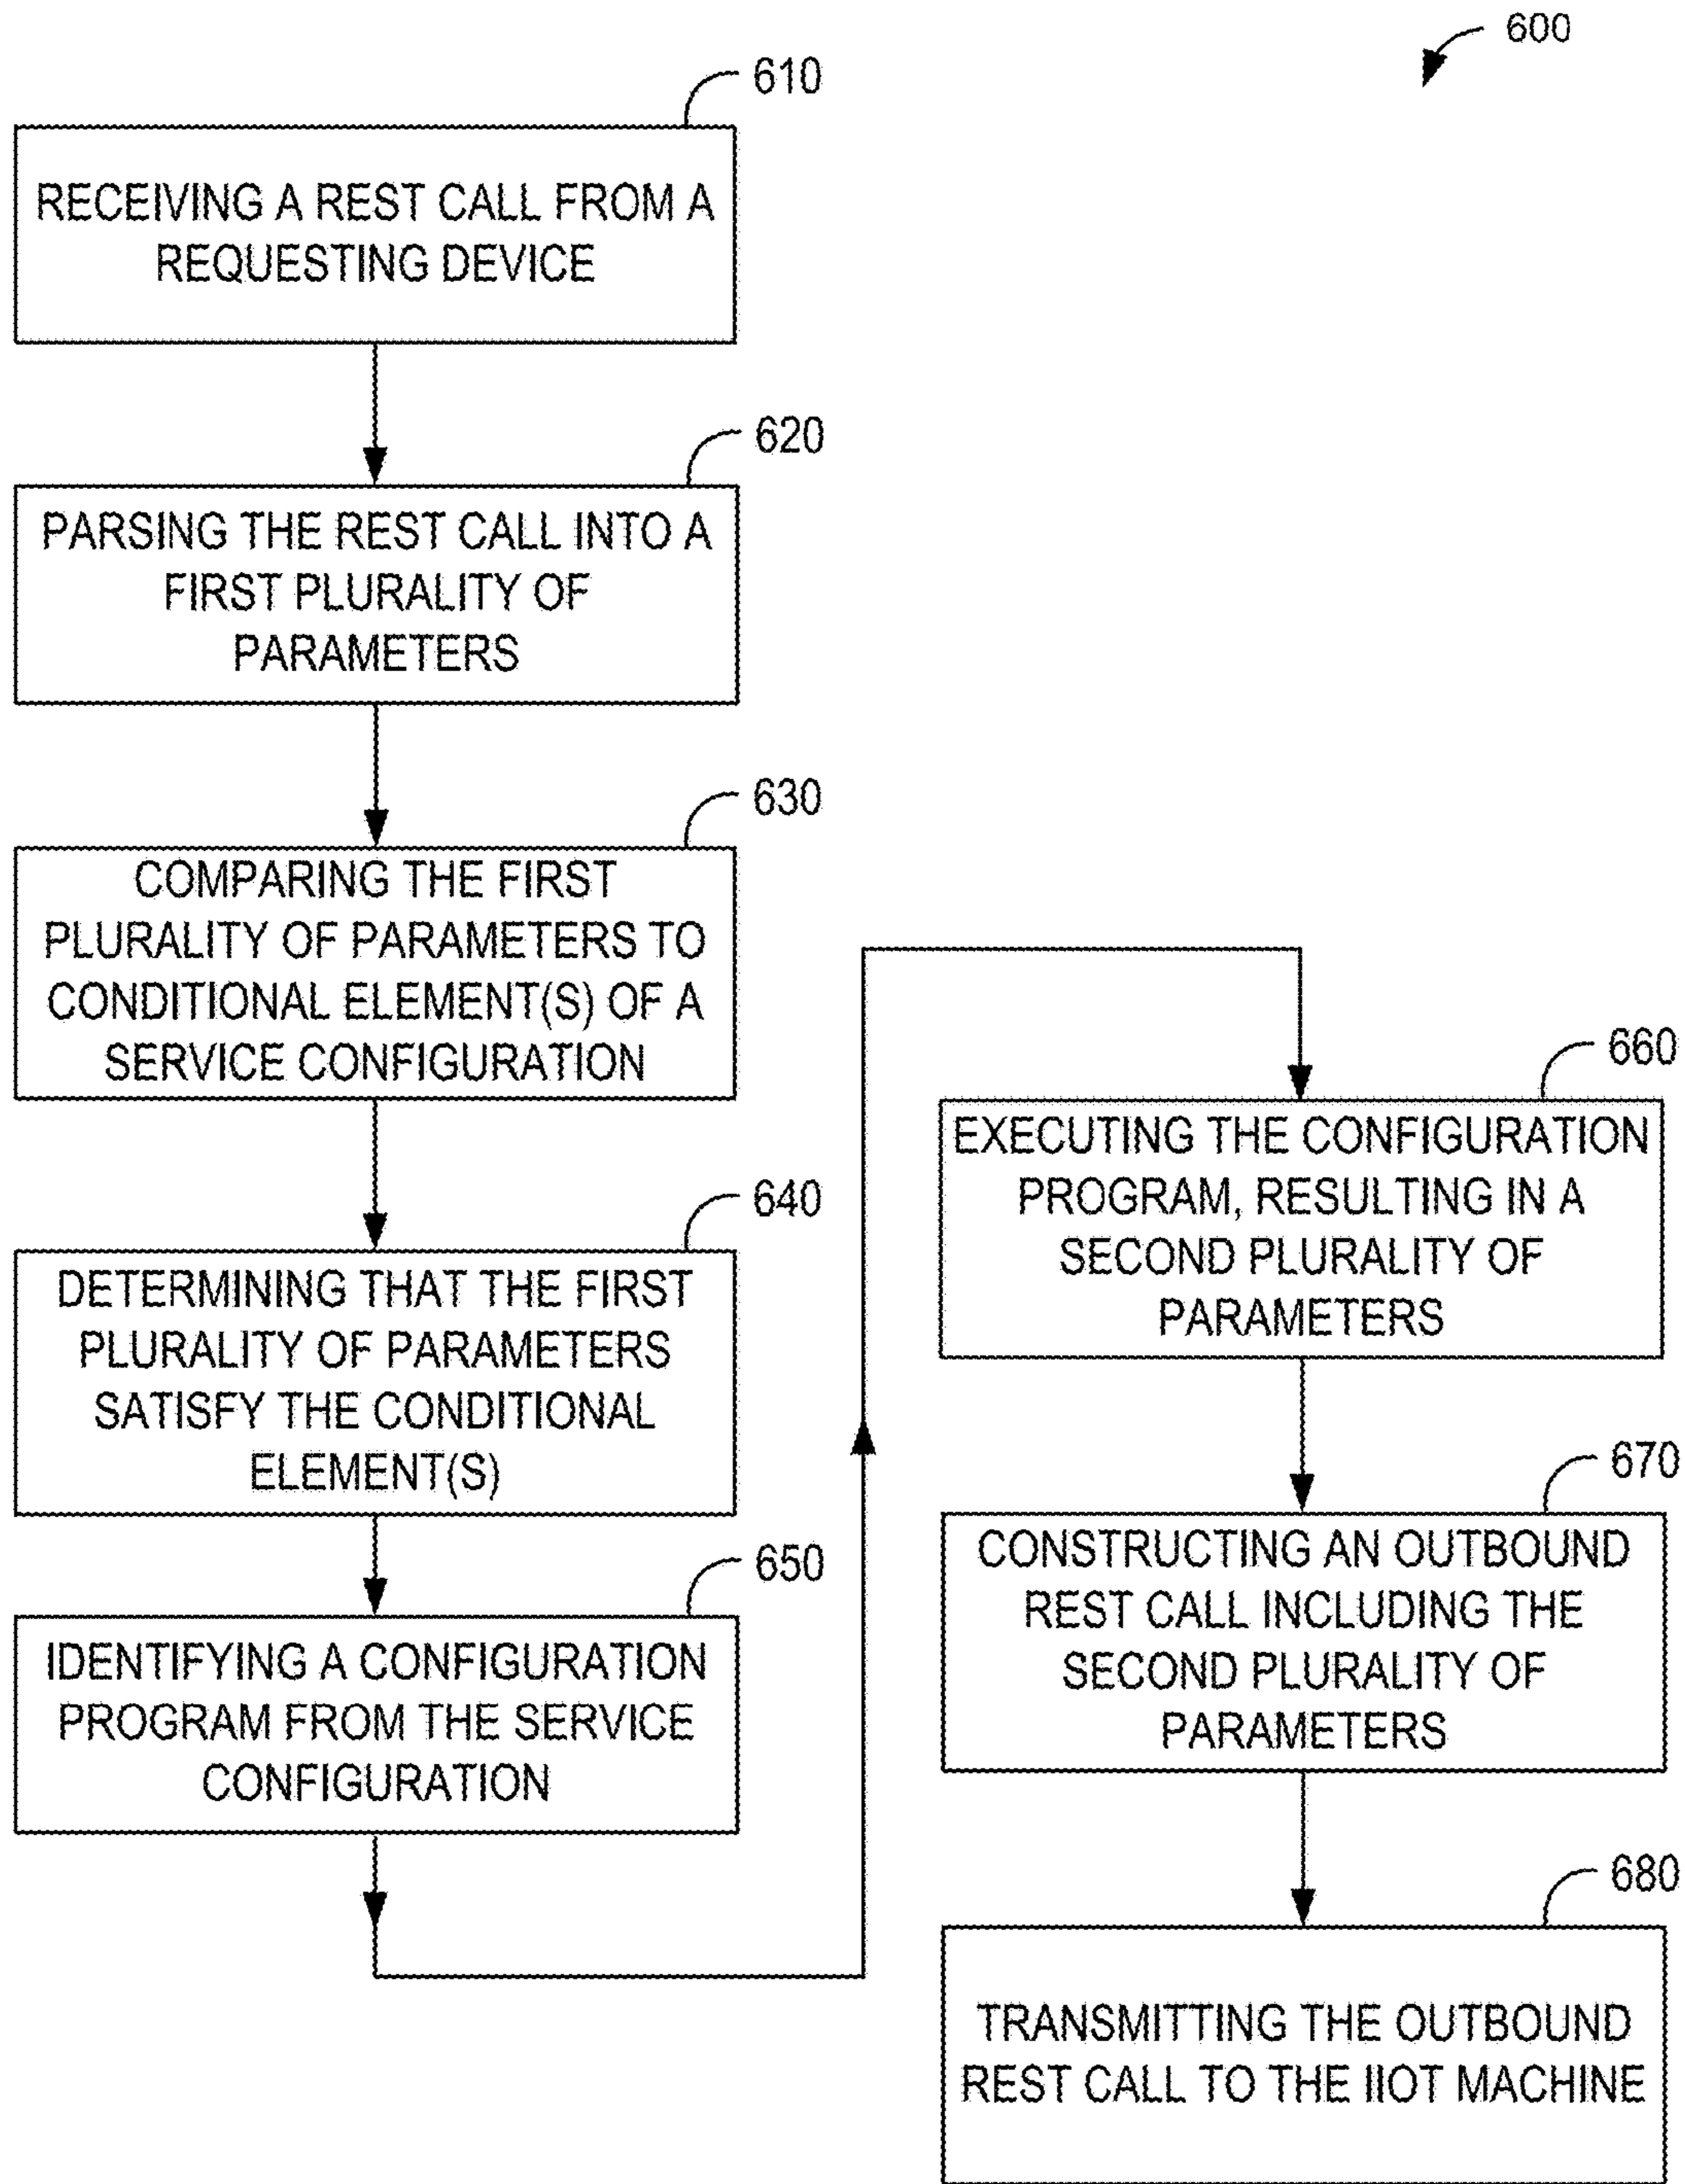 600
610
RECEIVING A REST CALL FROM A
REQUESTING DEVICE
620
PARSING THE REST CALL INTO A
FIRST PLURALITY OF
PARAMETERS
630
COMPARING THE FIRST
PLURALITY OF PARAMETERS TO
CONDITIONAL ELEMENT(S) OF A
SERVICE CONFIGURATION
640
DETERMINING THAT THE FIRST
PLURALITY OF PARAMETERS
SATISFY THE CONDITIONAL
ELEMENT(S)
650
IDENTIFYING A CONFIGURATION
PROGRAM FROM THE SERVICE
CONFIGURATION
660
EXECUTING THE CONFIGURATION
PROGRAM, RESULTING IN A
SECOND PLURALITY OF
PARAMETERS
670
CONSTRUCTING AN OUTBOUND
REST CALL INCLUDING THE
SECOND PLURALITY OF
PARAMETERS
680
TRANSMITTING THE OUTBOUND
REST CALL TO THE IIOT MACHINE